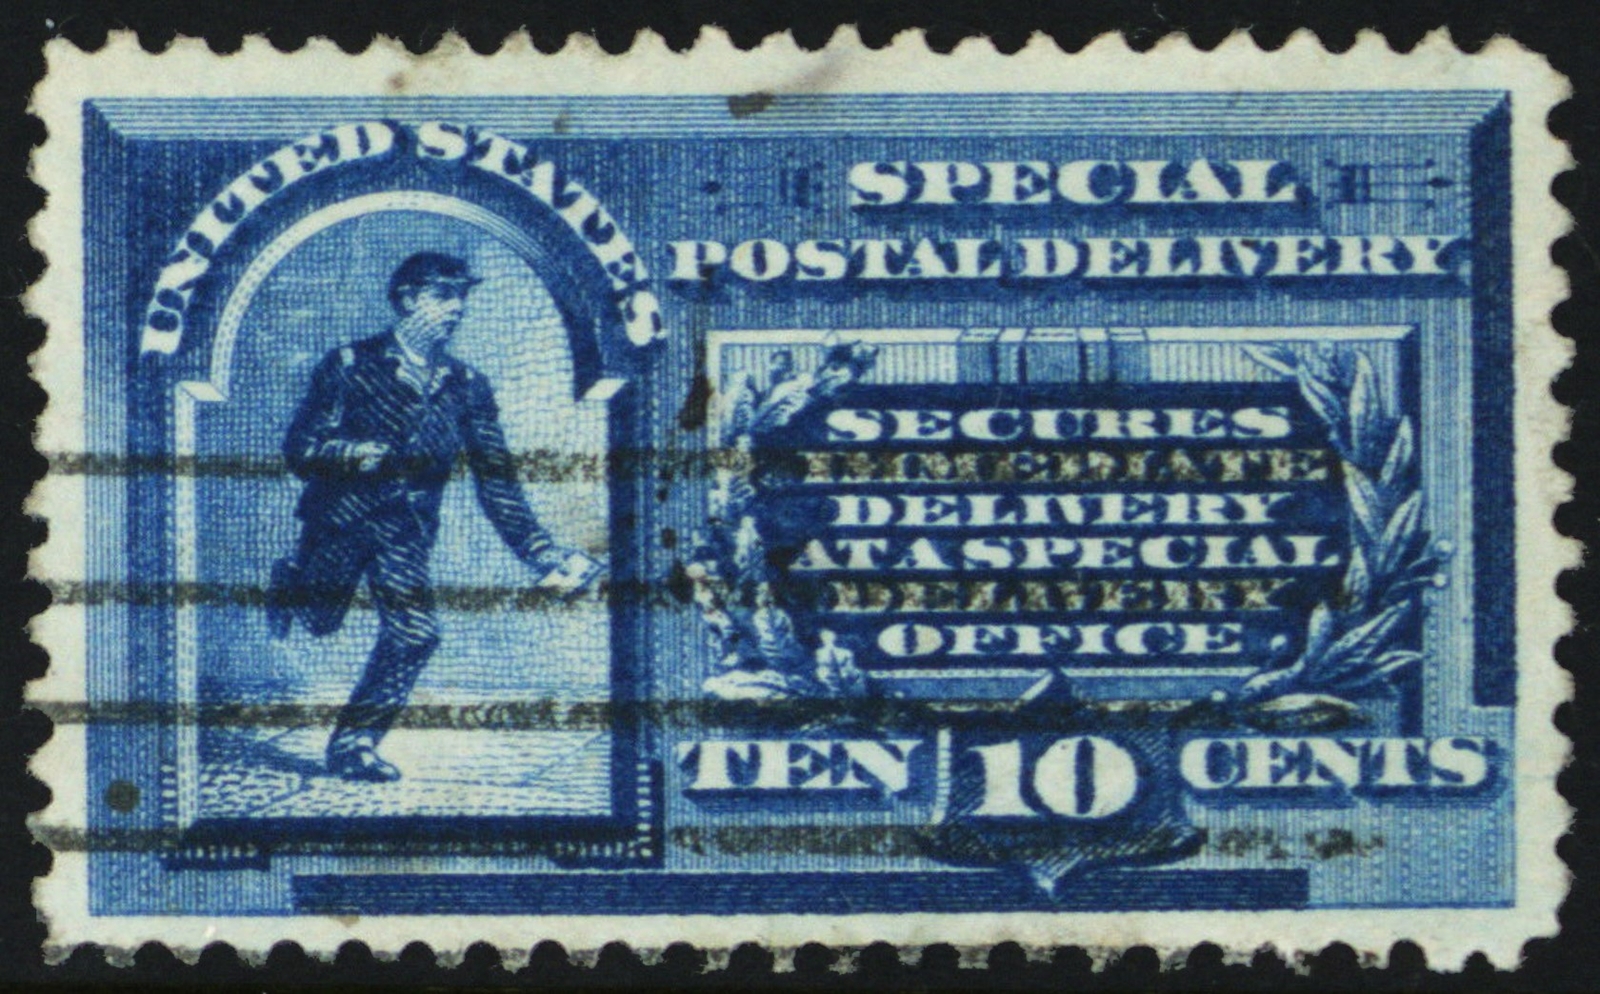 UNITED STATES
SPECIAL
POSTAL DELIVERY
SECURES
IMMEDIATE
DELIVERY
AT A SPECIAL
DELIVERY
OFFICE
TEN 10 CENTS